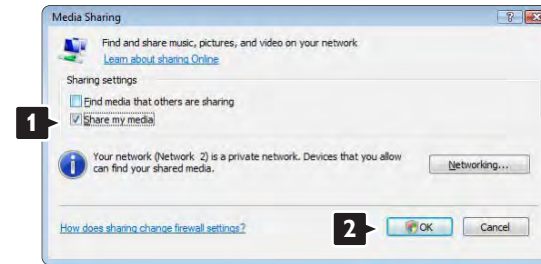 Media Sharing
Find and share music, pictures, and video on your network
Learn about sharing Online
Sharing settings
Find media that others are sharing
1
Share my media
Your network (Network 2) is a private network. Devices that you allow
can find your shared media.
Networking...
How does sharing change firewall settings?
2
OK
Cancel